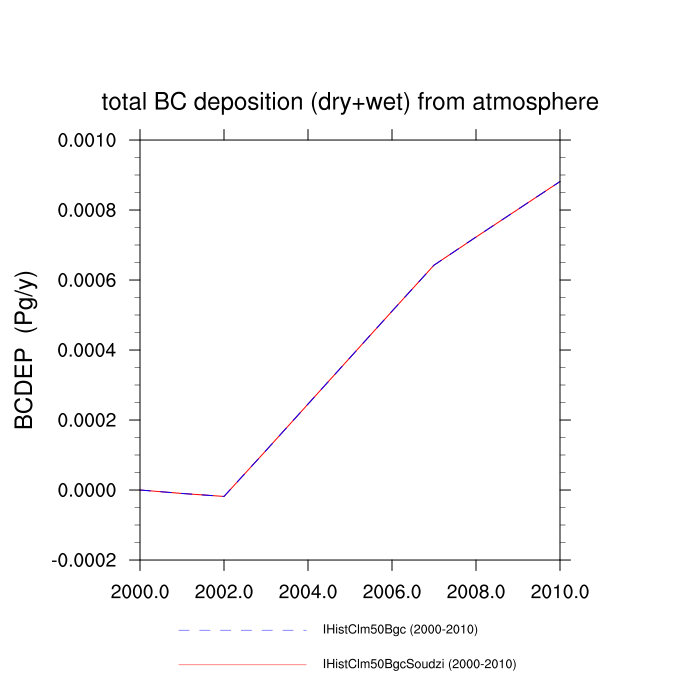 total BC deposition (dry+wet) from atmosphere
0.0010
0.0008
0.0006
0.0004
0.0002
0.0000
-0.0002
BCDEP (Pg/y)
2000.0 2002.0 2004.0 2006.0 2008.0 2010.0
IHistClm50Bgc (2000-2010)
IHistClm50BgcSoudzi (2000-2010)